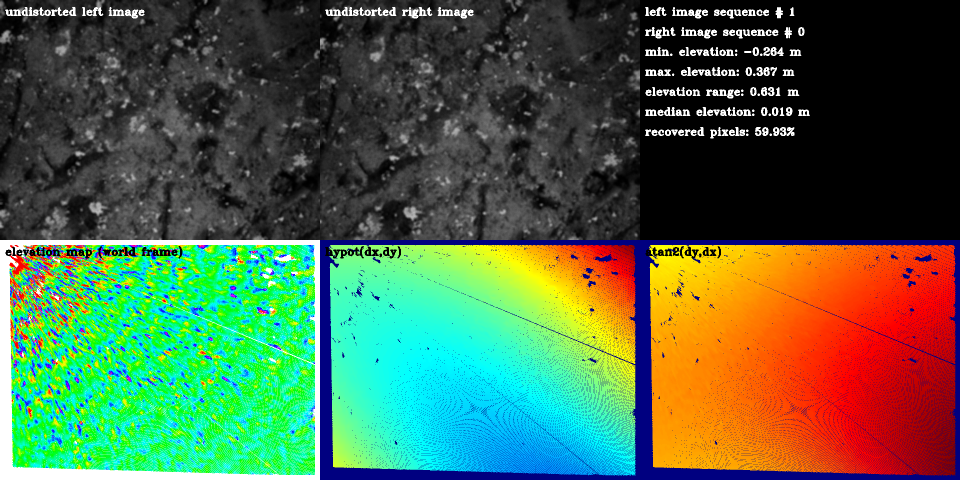 undistorted left image
undistorted right image
left image sequence # 1
right image sequence # 0
min. elevation: -0.264 m
max. elevation: 0.367 m
elevation range: 0.631 m
median elevation: 0.019 m
recovered pixels: 59.93%
elevation map (world frame)
hypot(dx,dy)
atan2(dy,dx)